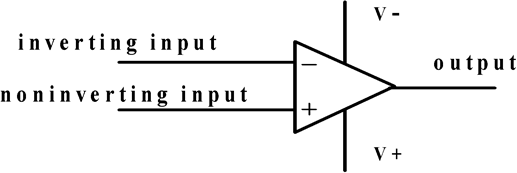 V-
inverting input
-
output
noninverting input
+
V+